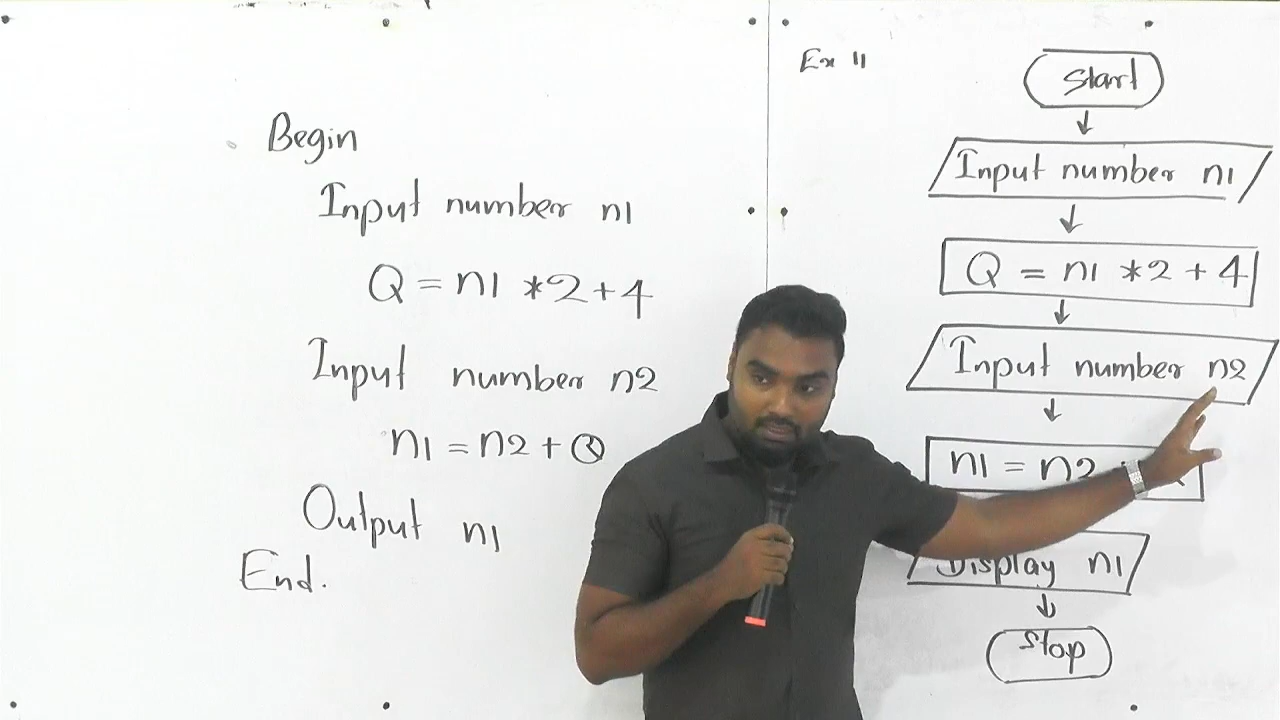 Begin
Input number n1
Q = n1 *2+4
Input number n2
n1 = n2 + Q
Output n1
End.
Ex 11
Start
Input number n1
Q = n1 *2 + 4
Input number n2
n1 = n2
Display n1
Stop